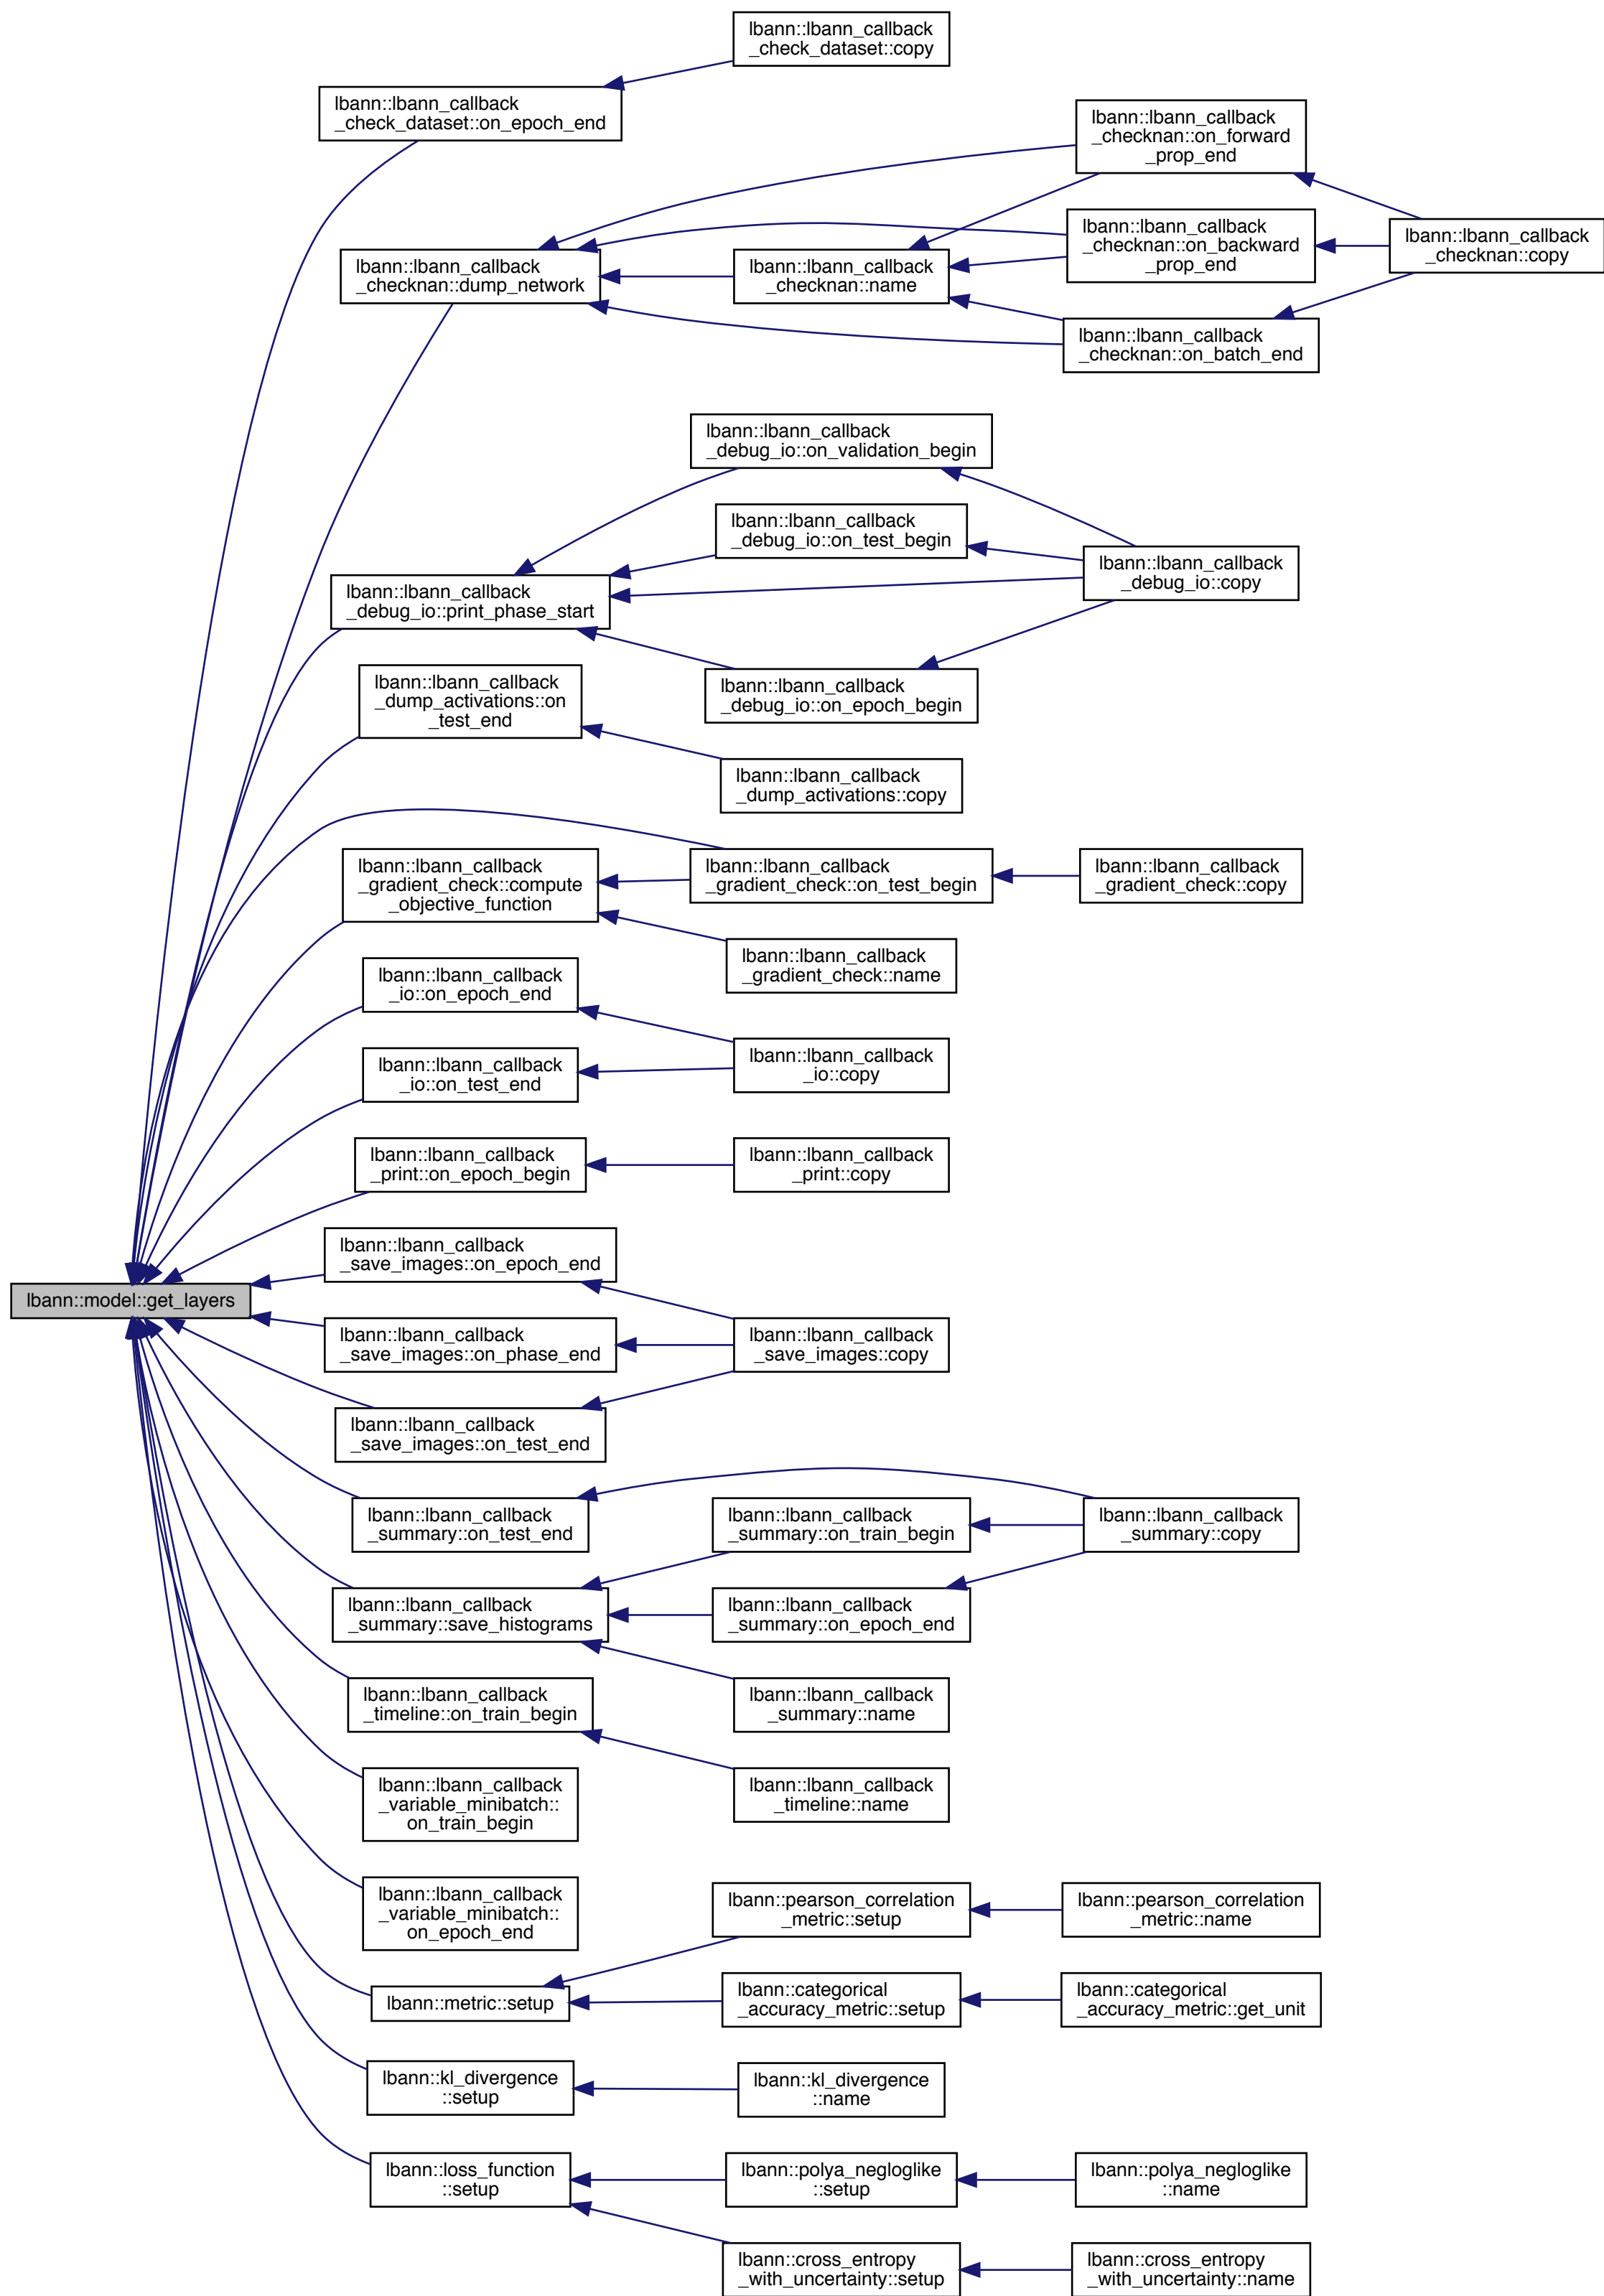 lbann::lbann_callback
_check_dataset::copy
lbann::lbann_callback
_check_dataset::on_epoch_end
lbann::lbann_callback
_checknan::on_forward
_prop_end
lbann::lbann_callback
_checknan::on_backward
_prop_end
lbann::lbann_callback
_checknan::copy
lbann::lbann_callback
_checknan::dump_network
lbann::lbann_callback
_checknan::name
lbann::lbann_callback
_checknan::on_batch_end
lbann::lbann_callback
_debug_io::on_validation_begin
lbann::lbann_callback
_debug_io::on_test_begin
lbann::lbann_callback
_debug_io::copy
lbann::lbann_callback
_debug_io::print_phase_start
lbann::lbann_callback
_debug_io::on_epoch_begin
lbann::lbann_callback
_dump_activations::on
_test_end
lbann::lbann_callback
_dump_activations::copy
lbann::lbann_callback
_gradient_check::compute
_objective_function
lbann::lbann_callback
_gradient_check::on_test_begin
lbann::lbann_callback
_gradient_check::copy
lbann::lbann_callback
_gradient_check::name
lbann::lbann_callback
_io::on_epoch_end
lbann::lbann_callback
_io::on_test_end
lbann::lbann_callback
_io::copy
lbann::lbann_callback
_print::on_epoch_begin
lbann::lbann_callback
_print::copy
lbann::lbann_callback
_save_images::on_epoch_end
lbann::model::get_layers
lbann::lbann_callback
_save_images::on_phase_end
lbann::lbann_callback
_save_images::copy
lbann::lbann_callback
_save_images::on_test_end
lbann::lbann_callback
_summary::on_test_end
lbann::lbann_callback
_summary::on_train_begin
lbann::lbann_callback
_summary::copy
lbann::lbann_callback
_summary::save_histograms
lbann::lbann_callback
_summary::on_epoch_end
lbann::lbann_callback
_summary::name
lbann::lbann_callback
_timeline::on_train_begin
lbann::lbann_callback
_timeline::name
lbann::lbann_callback
_variable_minibatch::
on_train_begin
lbann::lbann_callback
_variable_minibatch::
on_epoch_end
lbann::pearson_correlation
_metric::setup
lbann::pearson_correlation
_metric::name
lbann::metric::setup
lbann::categorical
_accuracy_metric::setup
lbann::categorical
_accuracy_metric::get_unit
lbann::kl_divergence
::setup
lbann::kl_divergence
::name
lbann::loss_function
::setup
lbann::polya_negloglike
::setup
lbann::polya_negloglike
::name
lbann::cross_entropy
_with_uncertainty::setup
lbann::cross_entropy
_with_uncertainty::name